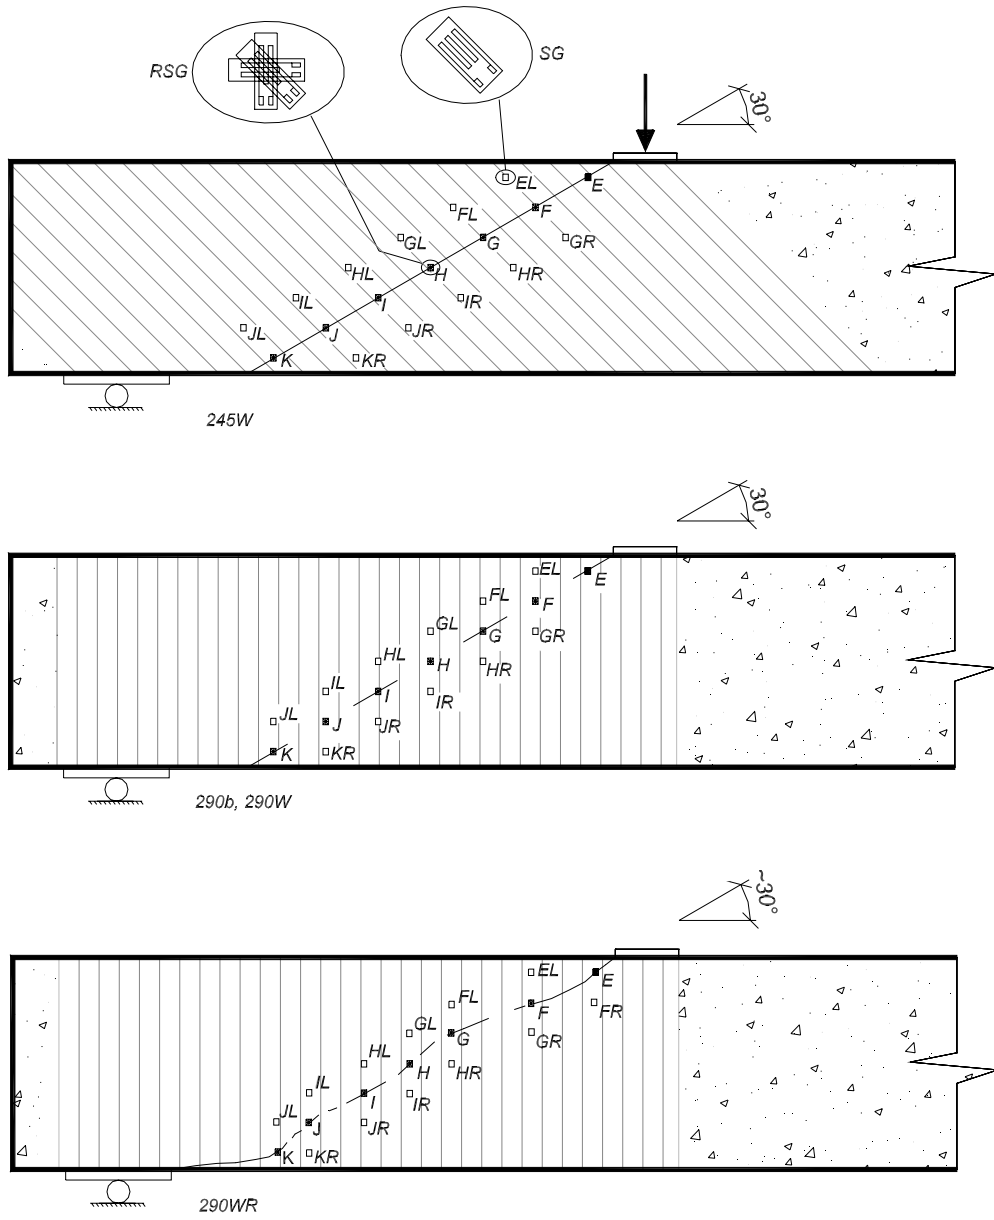 RSG
SG
30°
EL
E
FL
F
GL
G
GR
HL
H
HR
IL
I
IR
JL
J
JR
K
KR
245W
30°
EL
E
FL
F
GL
G
GR
HL
H
HR
IL
I
IR
JL
J
JR
K
KR
290b, 290W
~30°
EL
E
FL
F
FR
GL
G
GR
HL
H
HR
IL
I
IR
JL
J
JR
K
KR
290WR